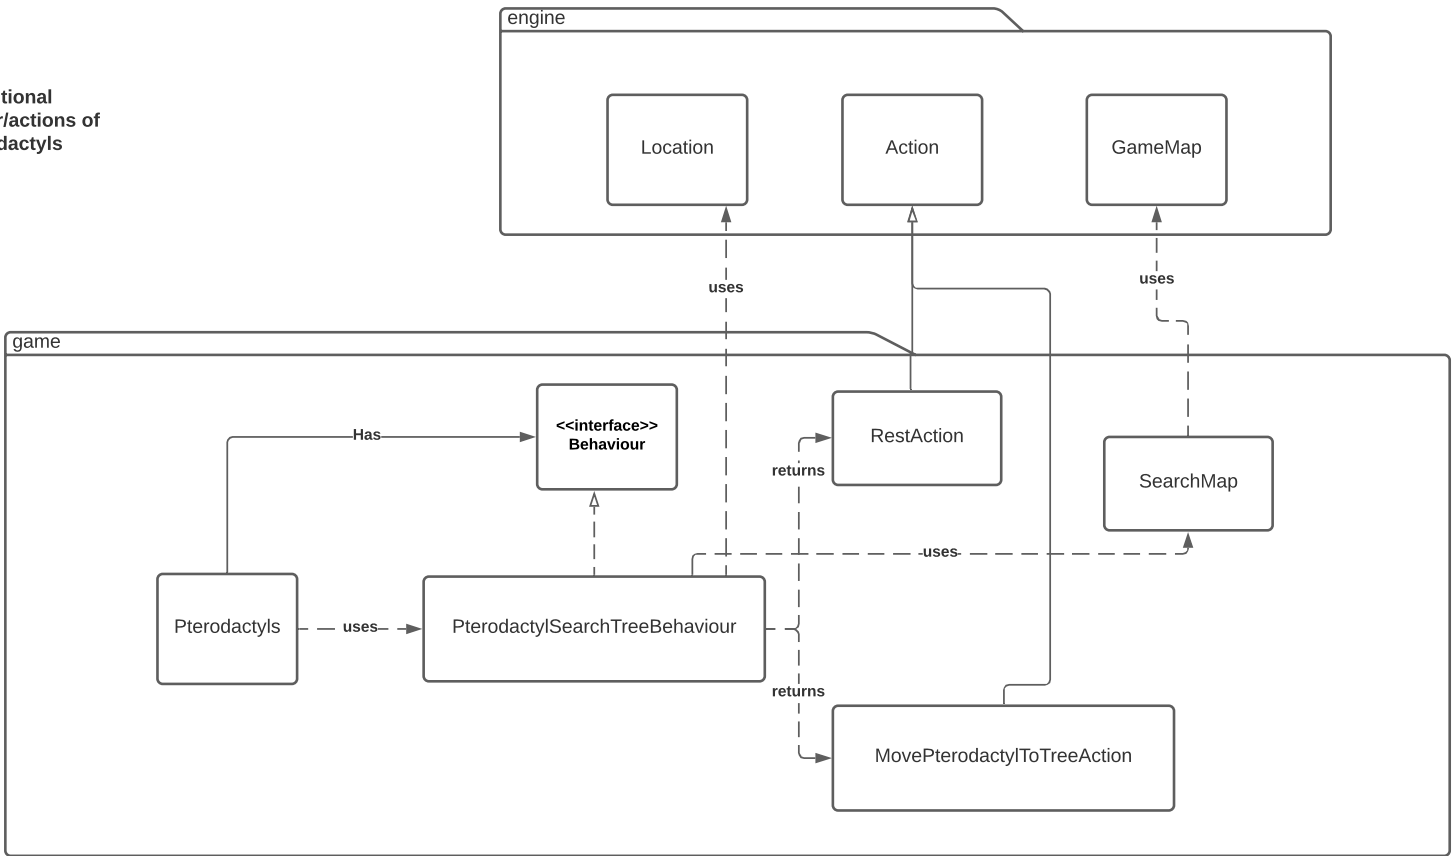 engine
tional
r/actions of
dactyls
Location
Action
GameMap
uses
uses
game
<<interface>>
Behaviour
Has
RestAction
returns
SearchMap
uses
Pterodactyls
uses
PterodactylSearchTreeBehaviour
returns
MovePterodactylToTreeAction